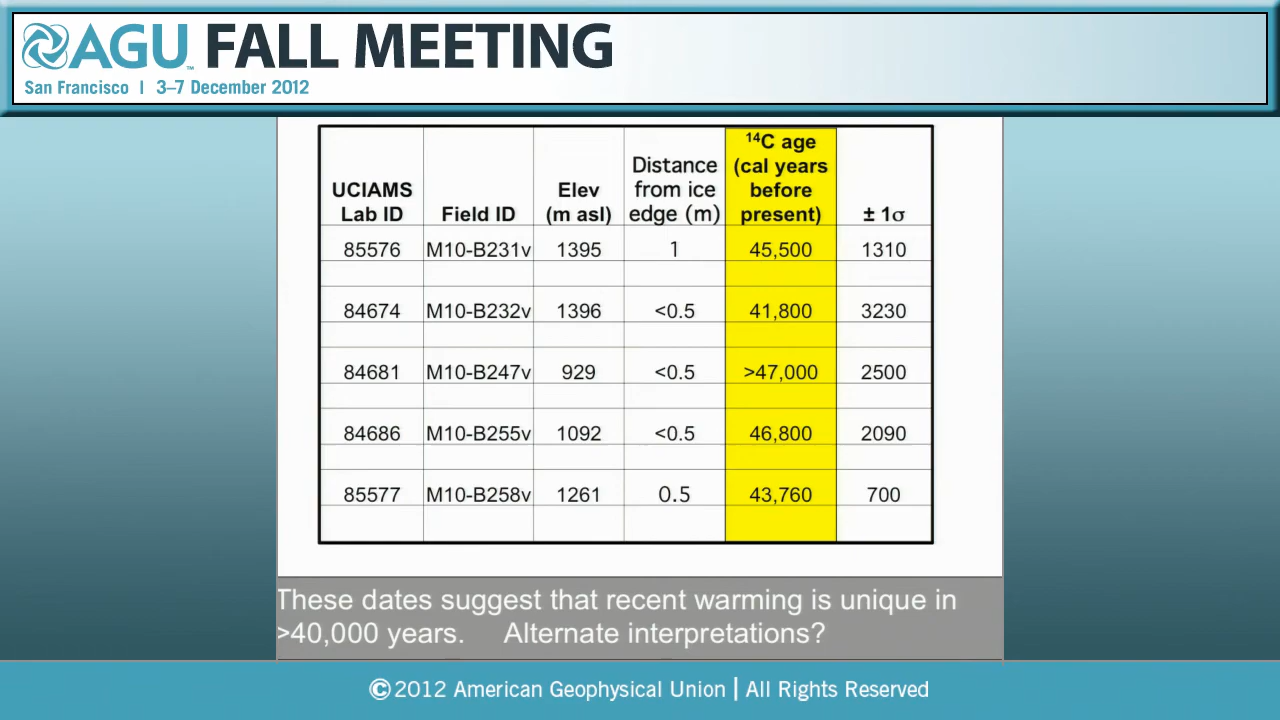 AGU™ FALL MEETING
San Francisco | 3–7 December 2012
UCIAMS Lab ID Field ID Elev (m asl) Distance from ice edge (m) ¹⁴C age (cal years before present) ± 1σ
85576 M10-B231v 1395 1 45,500 1310
84674 M10-B232v 1396 <0.5 41,800 3230
84681 M10-B247v 929 <0.5 >47,000 2500
84686 M10-B255v 1092 <0.5 46,800 2090
85577 M10-B258v 1261 0.5 43,760 700
These dates suggest that recent warming is unique in
>40,000 years. Alternate interpretations?
©2012 American Geophysical Union | All Rights Reserved